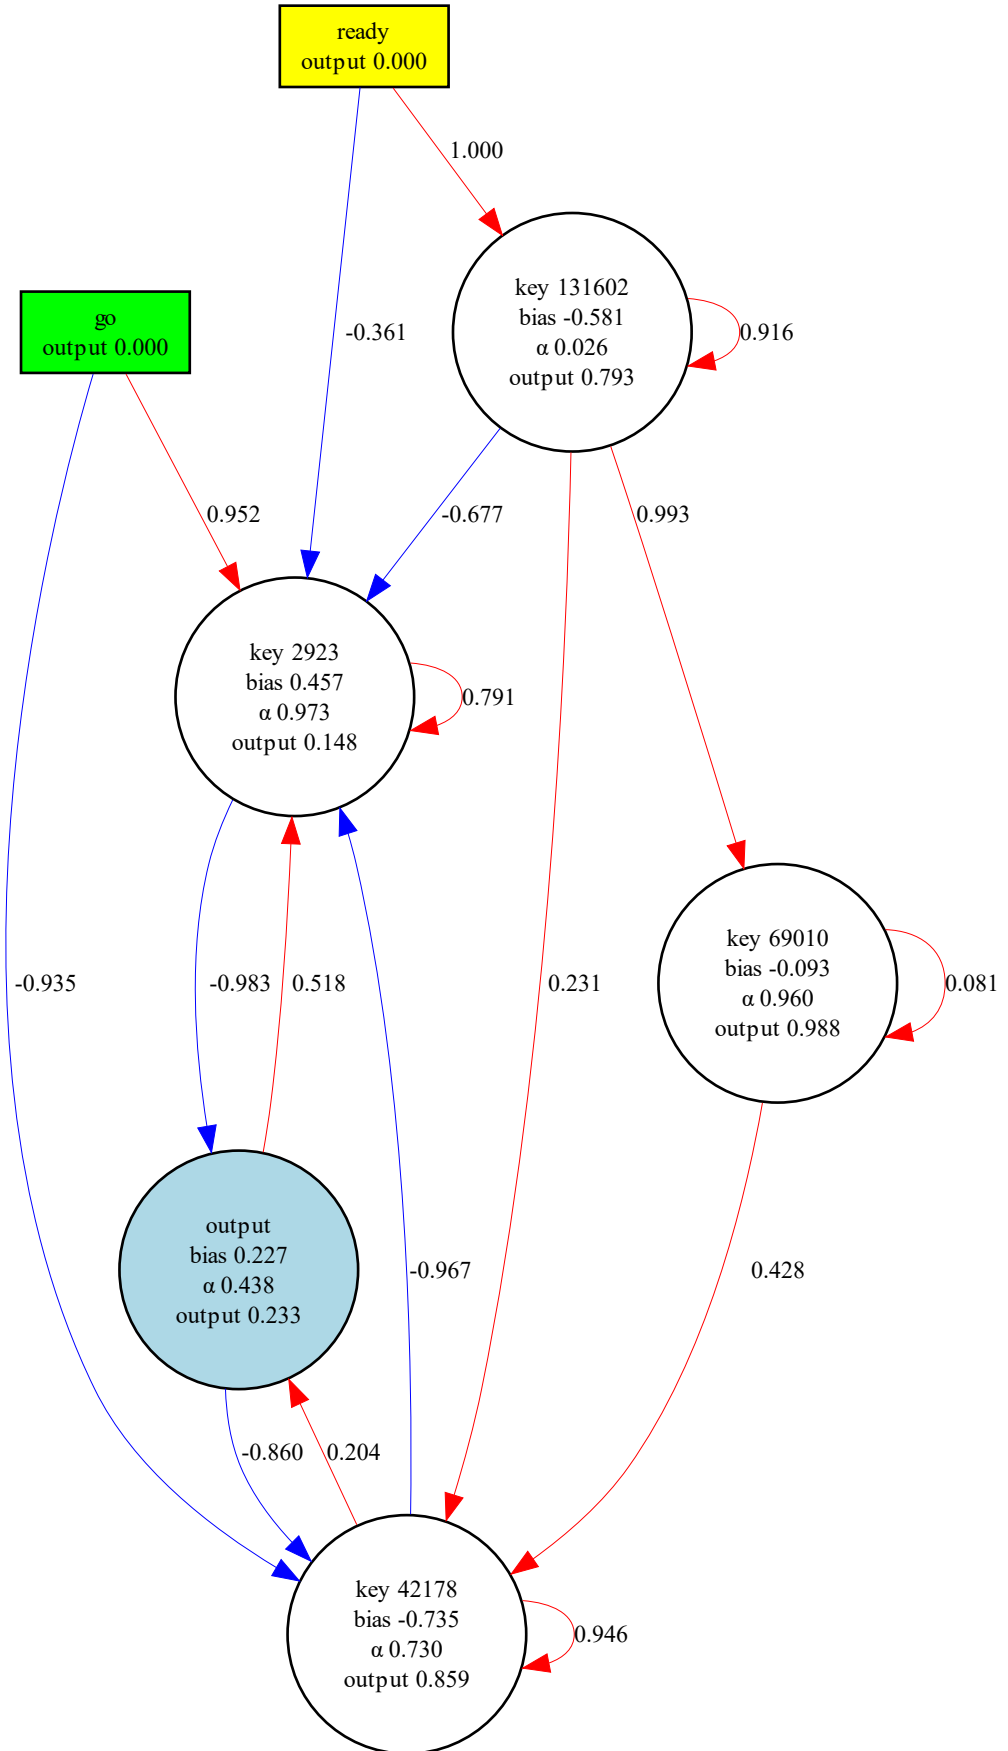 ready
output 0.000
1.000
key 131602
bias -0.581
α 0.026
output 0.793
0.916
go
output 0.000
-0.361
0.952
-0.677
0.993
key 2923
bias 0.457
α 0.973
output 0.148
0.791
key 69010
bias -0.093
α 0.960
output 0.988
0.081
-0.935
-0.983
0.518
0.231
output
bias 0.227
α 0.438
output 0.233
-0.967
0.428
-0.860
0.204
key 42178
bias -0.735
α 0.730
output 0.859
0.946